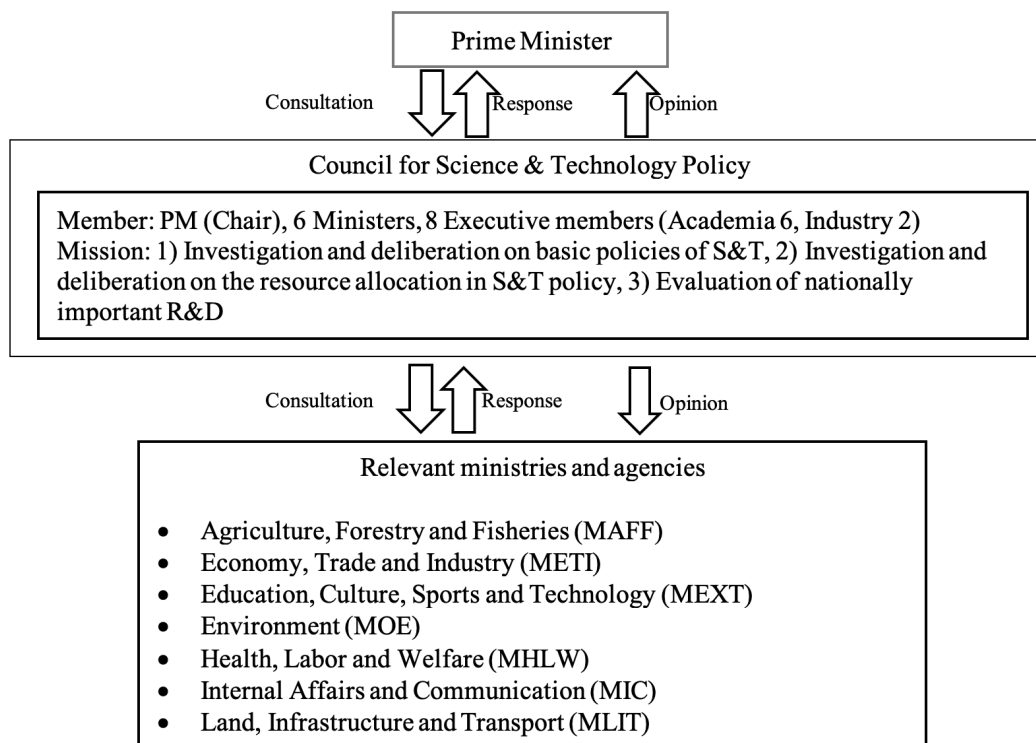 Prime Minister
Consultation
Response
Opinion
Council for Science & Technology Policy
Member: PM (Chair), 6 Ministers, 8 Executive members (Academia 6, Industry 2)
Mission: 1) Investigation and deliberation on basic policies of S&T, 2) Investigation and
deliberation on the resource allocation in S&T policy, 3) Evaluation of nationally
important R&D
Consultation
Response
Opinion
Relevant ministries and agencies
• Agriculture, Forestry and Fisheries (MAFF)
• Economy, Trade and Industry (METI)
• Education, Culture, Sports and Technology (MEXT)
• Environment (MOE)
• Health, Labor and Welfare (MHLW)
• Internal Affairs and Communication (MIC)
• Land, Infrastructure and Transport (MLIT)